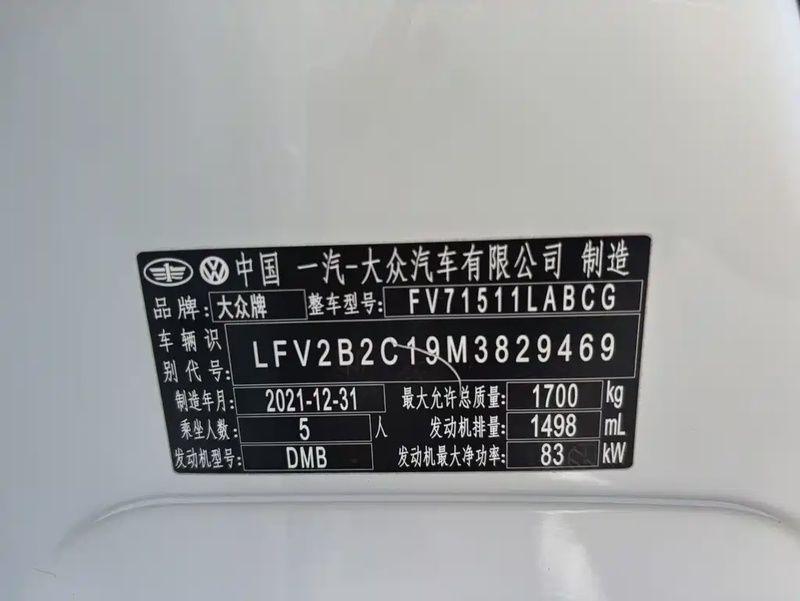 中国 一汽-大众汽车有限公司 制造
品牌: 大众牌 整车型号: FV71511LABCG
车辆识别代号: LFV2B2C19M3829469
制造年月: 2021-12-31 最大允许总质量: 1700 kg
乘坐人数: 5 人 发动机排量: 1498 mL
发动机型号: DMB 发动机最大净功率: 83 kW